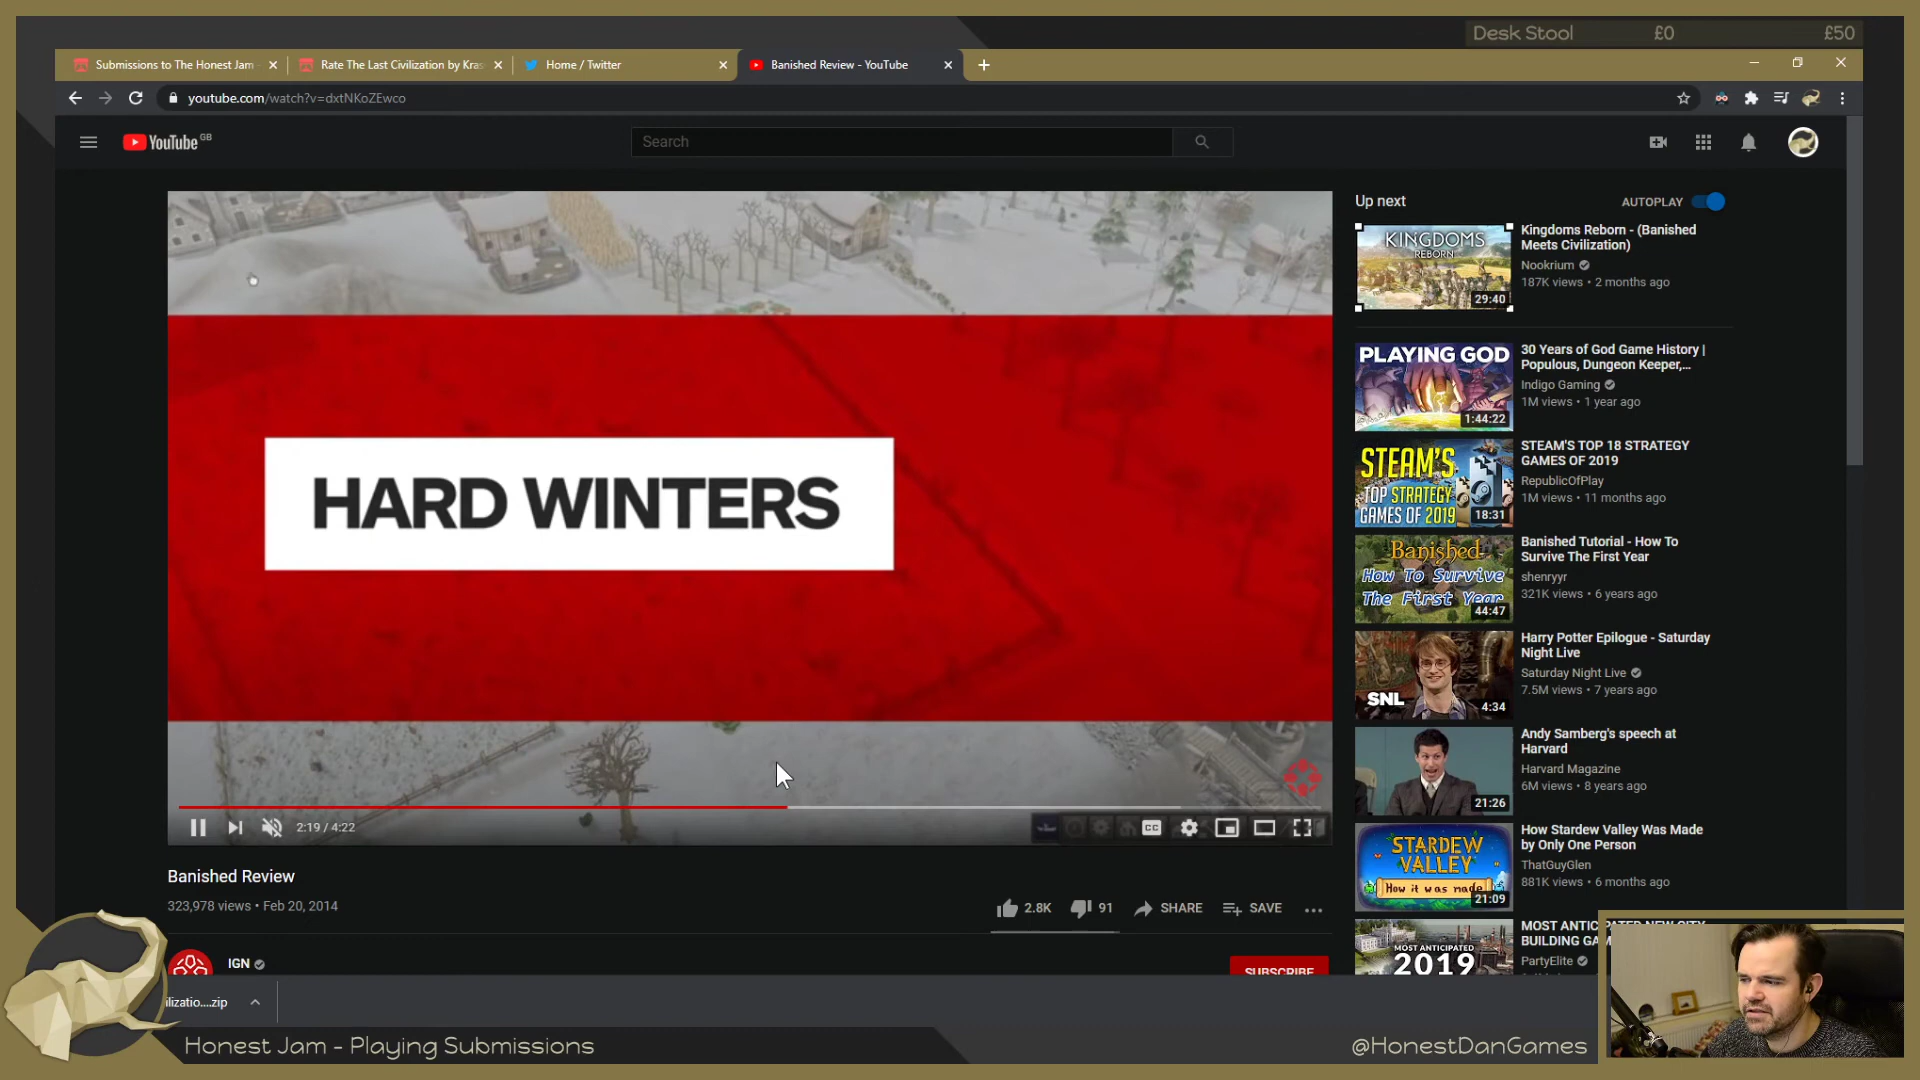 Desk Stool £0 £50
Submissions to The Honest Jam
Rate The Last Civilization by Kras
Home / Twitter
Banished Review - YouTube
youtube.com/watch?v=dxtNKoZEwco
YouTube GB
Search
HARD WINTERS
2:19 / 4:22
CC
Banished Review
323,978 views • Feb 20, 2014
2.8K 91 SHARE SAVE
IGN
SUBSCRIBE
Up next
AUTOPLAY
KINGDOMS
REBORN
29:40
Kingdoms Reborn - (Banished
Meets Civilization)
Nookrium
187K views • 2 months ago
PLAYING GOD
1:44:22
30 Years of God Game History |
Populous, Dungeon Keeper,...
Indigo Gaming
1M views • 1 year ago
STEAM'S
TOP STRATEGY
GAMES OF 2019
18:31
STEAM'S TOP 18 STRATEGY
GAMES OF 2019
RepublicOfPlay
1M views • 11 months ago
Banished
How To Survive
The First Year
44:47
Banished Tutorial - How To
Survive The First Year
shenryyr
321K views • 6 years ago
SNL
4:34
Harry Potter Epilogue - Saturday
Night Live
Saturday Night Live
7.5M views • 7 years ago
21:26
Andy Samberg's speech at
Harvard
Harvard Magazine
6M views • 8 years ago
STARDEW
VALLEY
How it was made
21:09
How Stardew Valley Was Made
by Only One Person
ThatGuyGlen
881K views • 6 months ago
MOST ANTICIPATED
2019
MOST ANTICIPATED NEW CITY
BUILDING GAM
PartyElite
ilizatio....zip
Honest Jam - Playing Submissions
@HonestDanGames